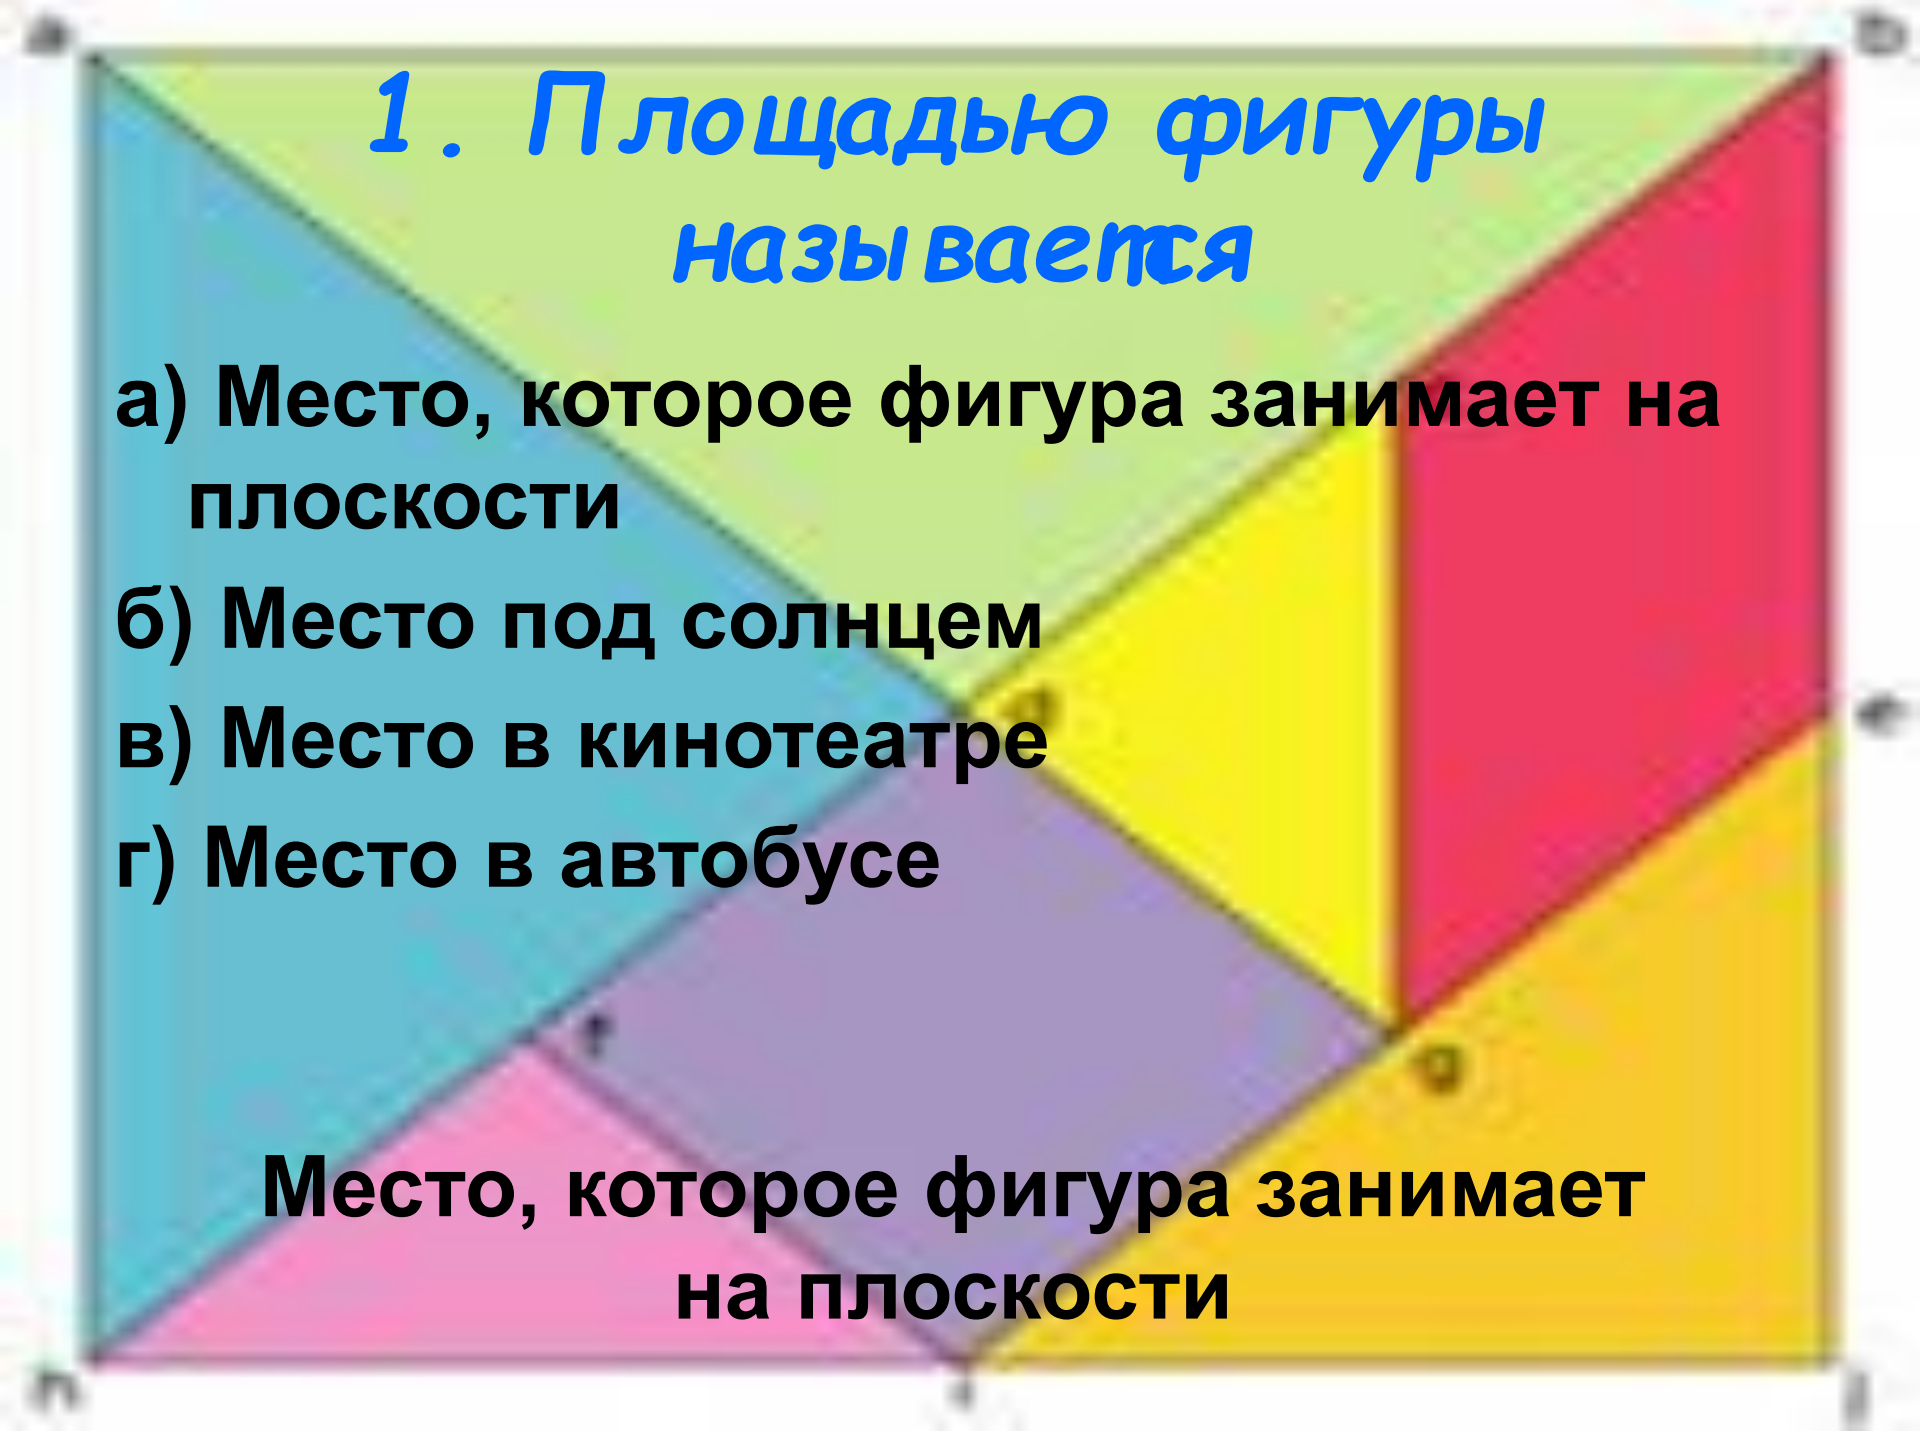 1. Площадью фигуры
называется
а) Место, которое фигура занимает на
плоскости
б) Место под солнцем
в) Место в кинотеатре
г) Место в автобусе
Место, которое фигура занимает
на плоскости